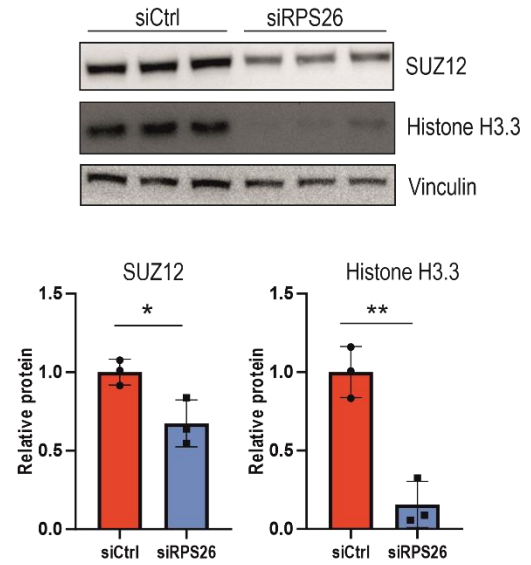 siCtrl siRPS26
SUZ12
Histone H3.3
Vinculin
SUZ12
Relative protein
1.5
1.0
0.5
0.0
*
siCtrl siRPS26
Histone H3.3
Relative protein
1.5
1.0
0.5
0.0
**
siCtrl siRPS26